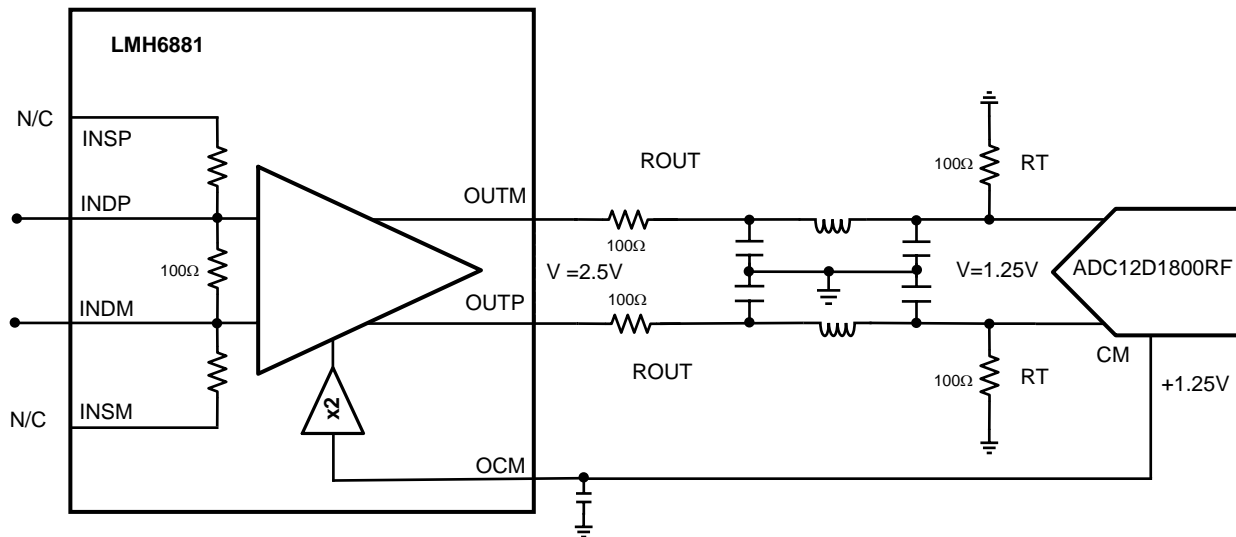 LMH6881
N/C
INSP
INDP
100Ω
INDM
N/C
INSM
x2
OUTM
V =2.5V
OUTP
OCM
ROUT
100Ω
100Ω
ROUT
100Ω
RT
V=1.25V
ADC12D1800RF
CM
100Ω
RT
+1.25V